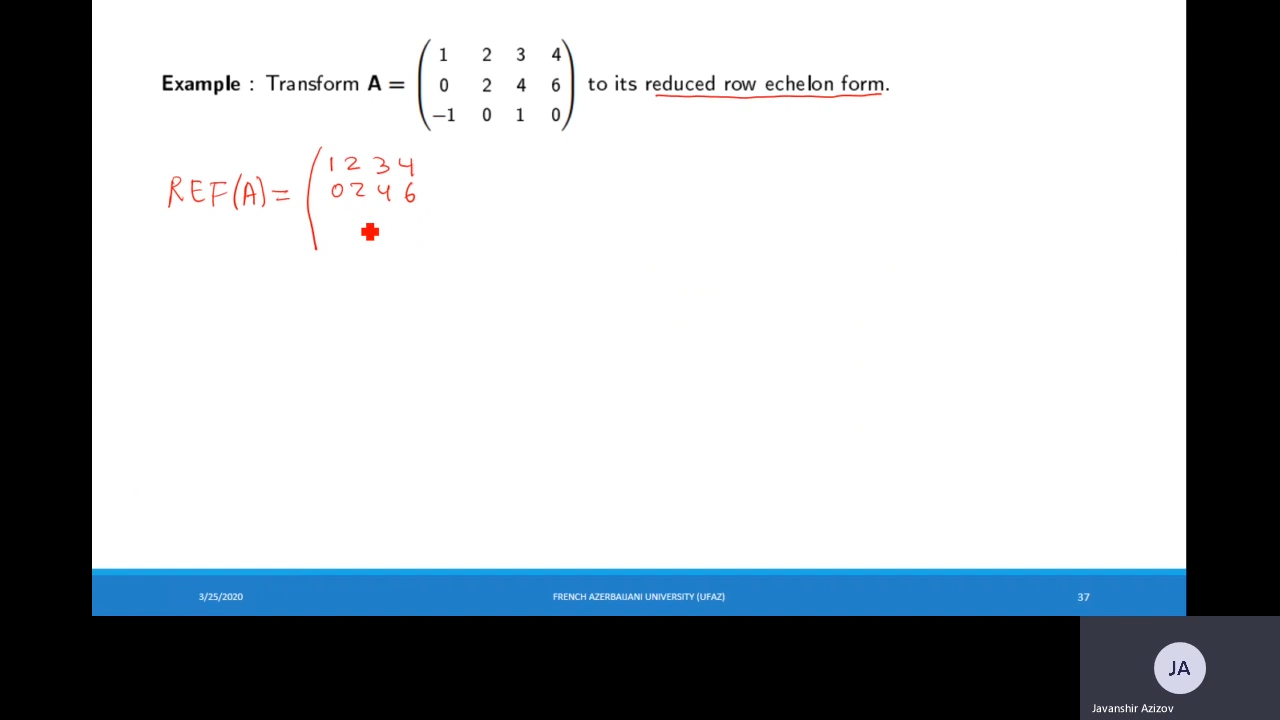 Example : Transform A = ( 1 2 3 4
0 2 4 6
−1 0 1 0 ) to its reduced row echelon form.
REF(A) = ( 1 2 3 4
0 2 4 6
3/25/2020 FRENCH AZERBAIJANI UNIVERSITY (UFAZ) 37
JA
Javanshir Azizov